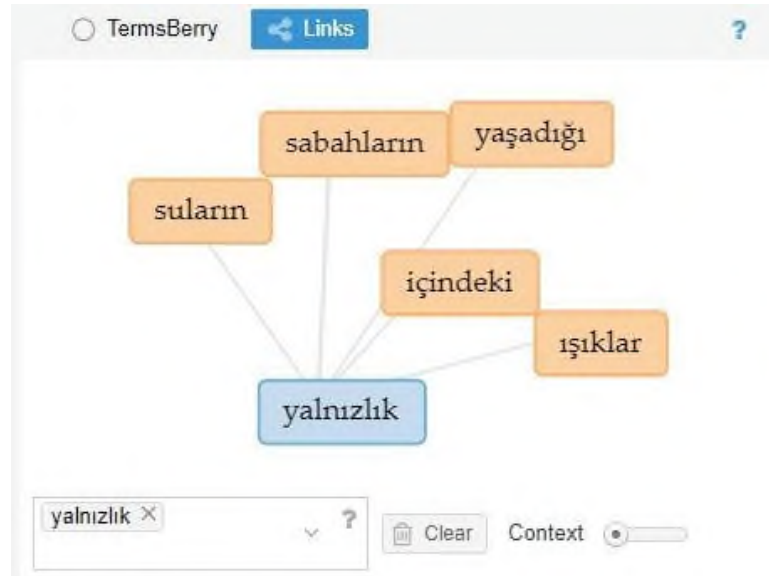 TermsBerry Links ?
sabahların yaşadığı
suların
içindeki
ışıklar
yalnızlık
yalnızlık × ?
Clear Context